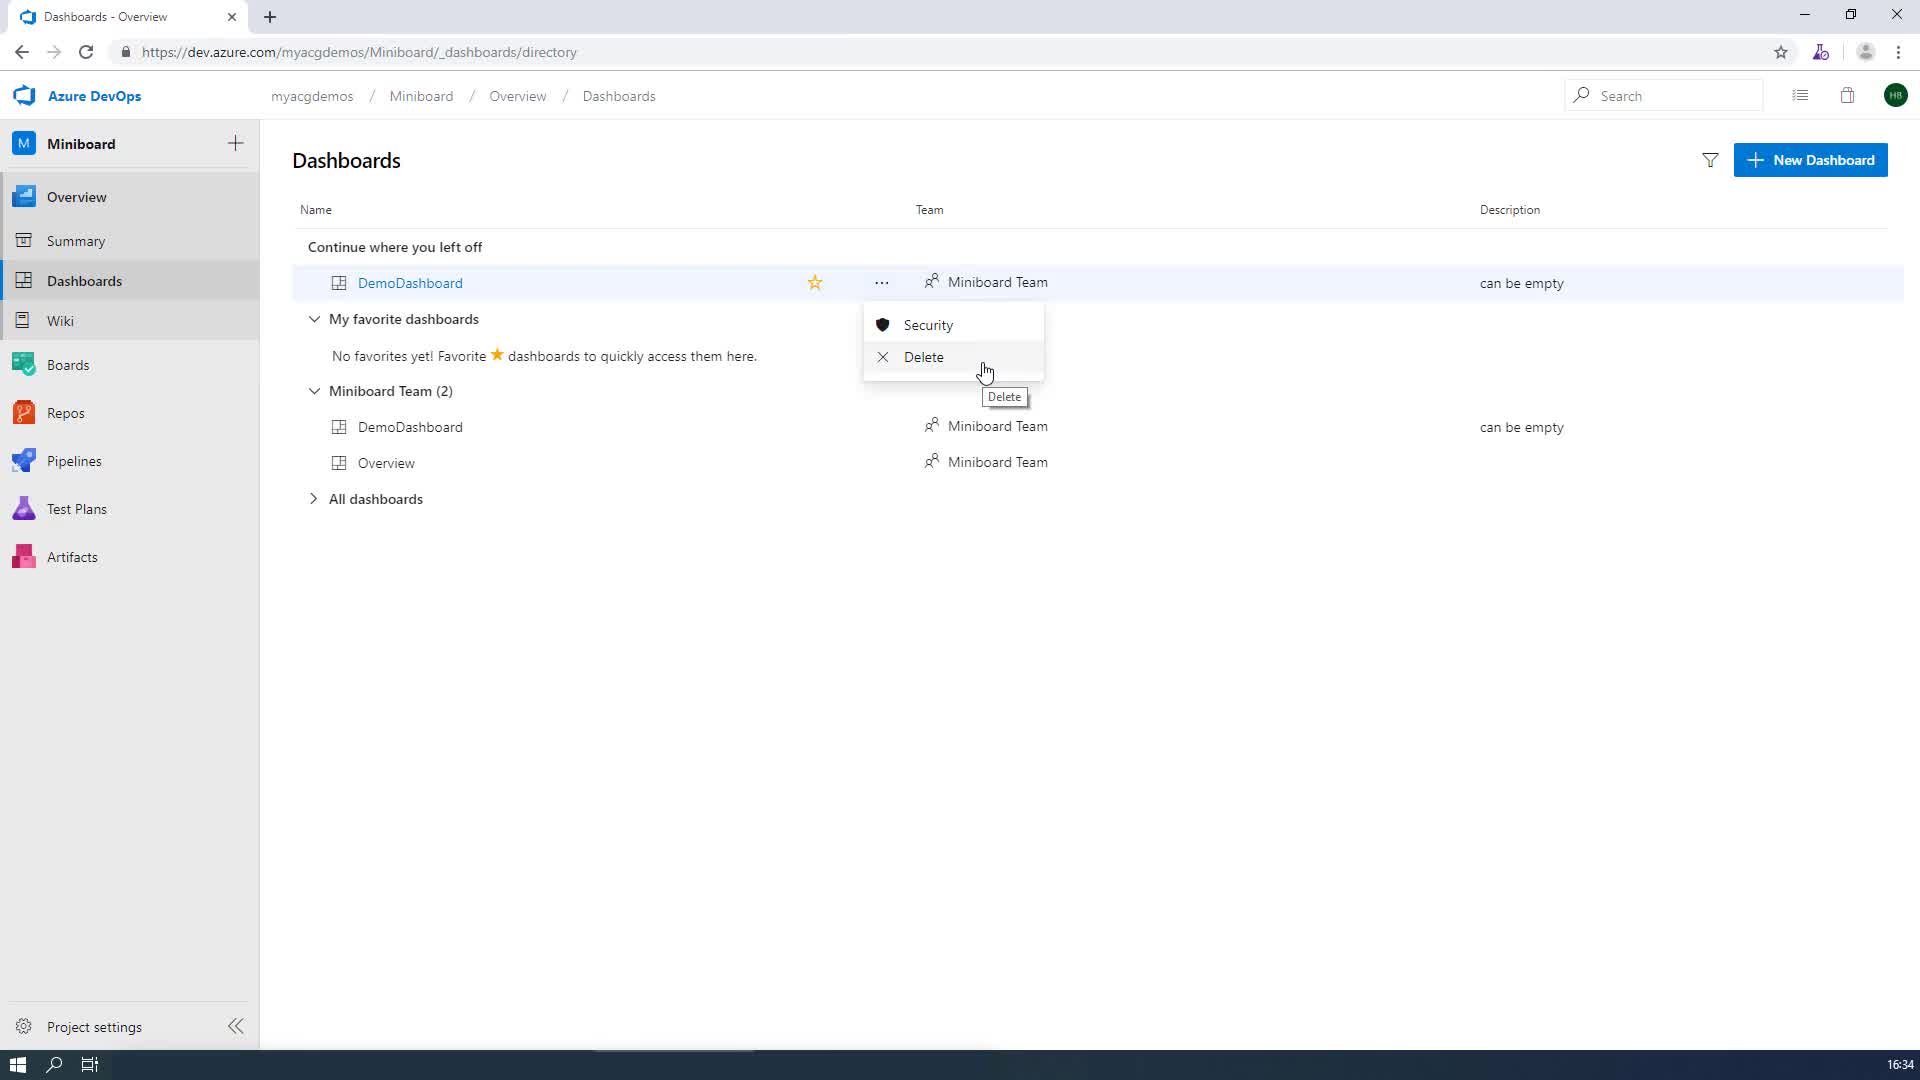 Dashboards - Overview
https://dev.azure.com/myacgdemos/Miniboard/_dashboards/directory
Azure DevOps
myacgdemos / Miniboard / Overview / Dashboards
Search
HB
M Miniboard
Overview
Summary
Dashboards
Wiki
Boards
Repos
Pipelines
Test Plans
Artifacts
Project settings
Dashboards
New Dashboard
Name Team Description
Continue where you left off
DemoDashboard ... Miniboard Team can be empty
Security
Delete
Delete
My favorite dashboards
No favorites yet! Favorite ★ dashboards to quickly access them here.
Miniboard Team (2)
DemoDashboard Miniboard Team can be empty
Overview Miniboard Team
All dashboards
16:34